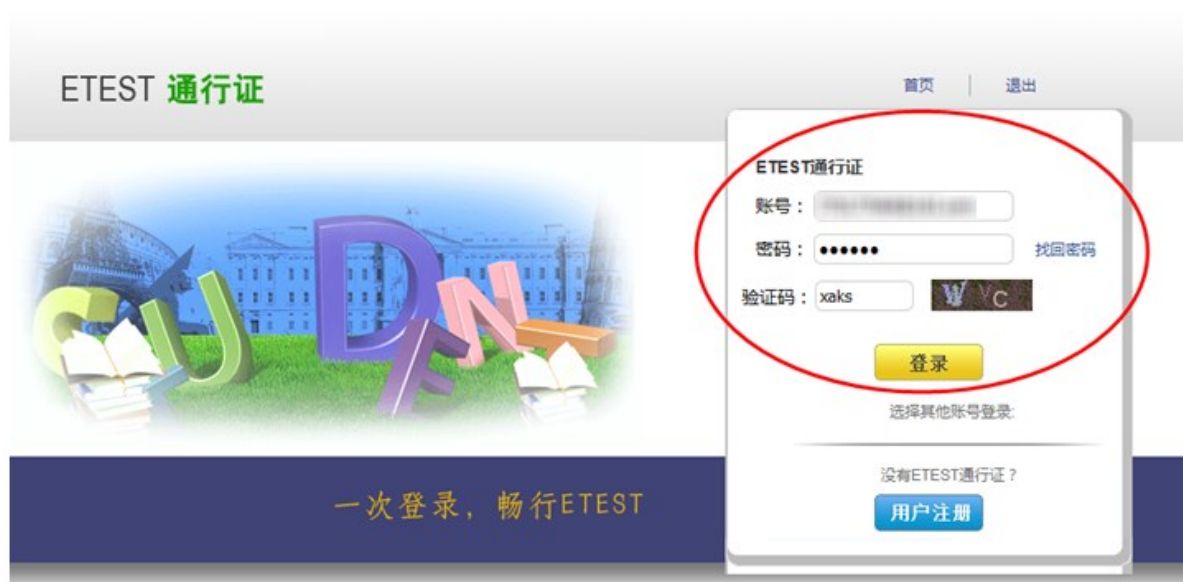 ETEST 通行证
首页 | 退出
ETEST通行证
账号：
密码：●●●●●● 找回密码
验证码：xaks
登录
选择其他账号登录:
没有ETEST通行证？
用户注册
一次登录，畅行ETEST